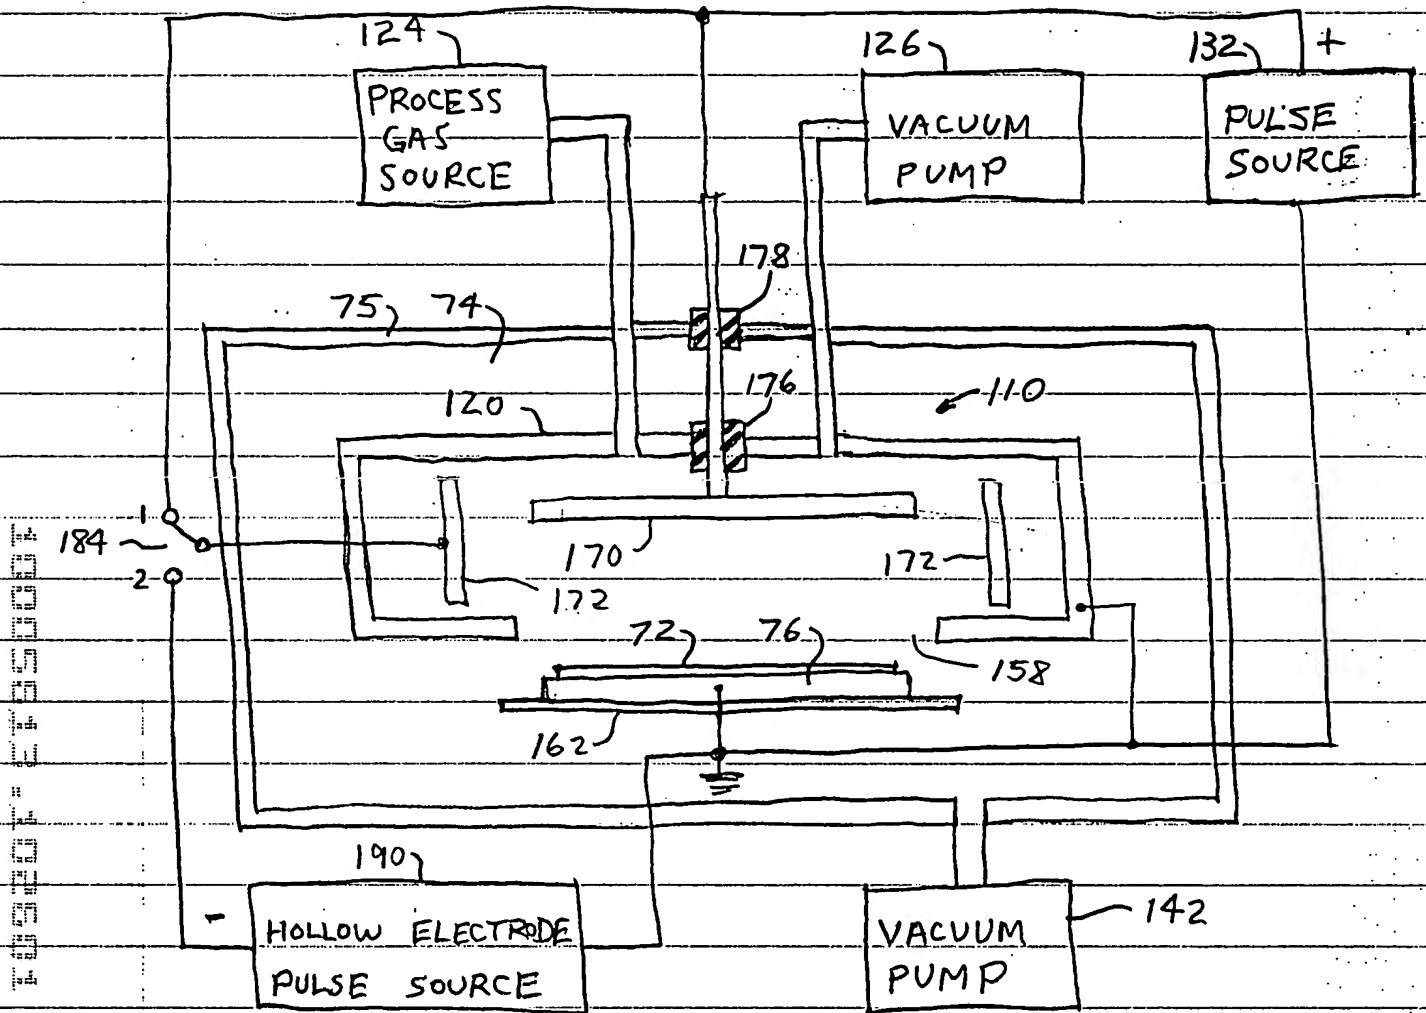 124
126
132
+
PROCESS
GAS
SOURCE
VACUUM
PUMP
PULSE
SOURCE
178
75
74
176
120
110
1
184
2
170
172
172
72
76
158
162
190
142
-
HOLLOW ELECTRODE
PULSE SOURCE
VACUUM
PUMP